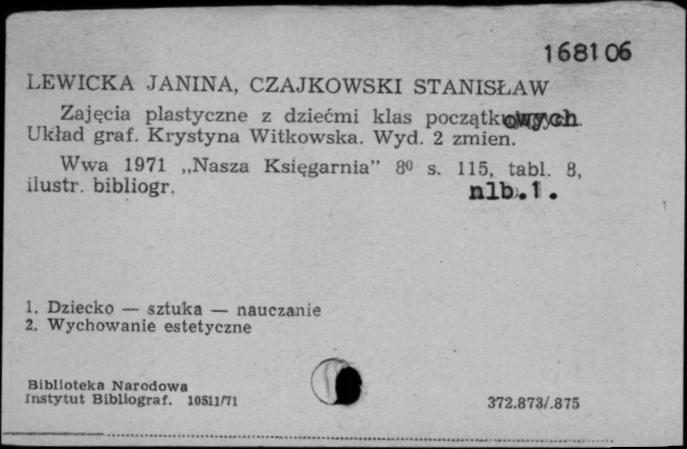 168106
LEWICKA JANINA, CZAJKOWSKI STANISŁAW
Zajęcia plastyczne z dziećmi klas początkowych.
Układ graf. Krystyna Witkowska. Wyd. 2 zmien.
Wwa 1971 „Nasza Księgarnia” 8⁰ s. 115, tabl. 8,
ilustr. bibliogr. nlb.1.
1. Dziecko — sztuka — nauczanie
2. Wychowanie estetyczne
Biblioteka Narodowa
Instytut Bibliograf. 10511/71 372.873/.875